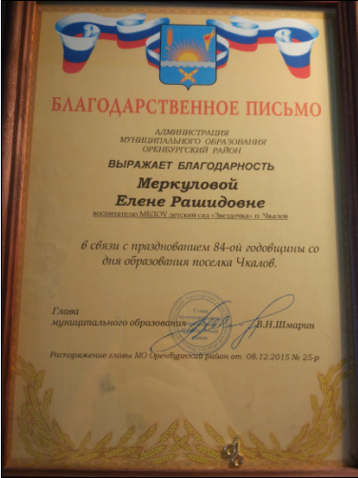 БЛАГОДАРСТВЕННОЕ ПИСЬМО
АДМИНИСТРАЦИЯ
МУНИЦИПАЛЬНОГО ОБРАЗОВАНИЯ
ОРЕНБУРГСКИЙ РАЙОН
ВЫРАЖАЕТ БЛАГОДАРНОСТЬ
Меркуловой
Елене Рашидовне
воспитателю МБДОУ детский сад «Звездочка» п. Чкалов
в связи с празднованием 84-ой годовщины со
дня образования поселка Чкалов.
Глава
муниципального образования
В.Н.Шмарин
Распоряжение главы МО Оренбургский район от 08.12.2015 № 25-р